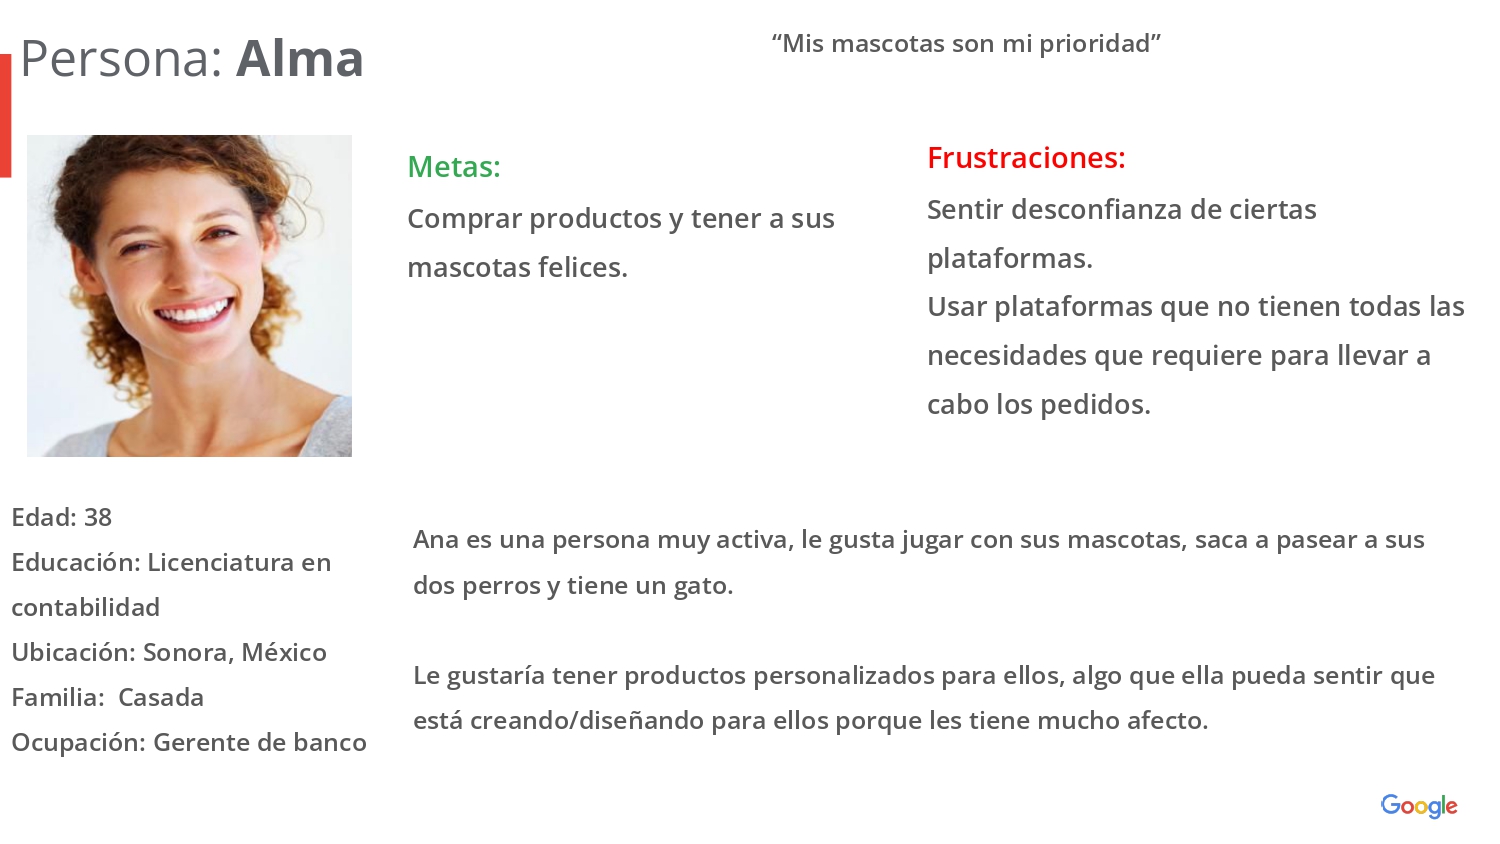 Persona: Alma
“Mis mascotas son mi prioridad”
Metas:
Comprar productos y tener a sus
mascotas felices.
Frustraciones:
Sentir desconfianza de ciertas
plataformas.
Usar plataformas que no tienen todas las
necesidades que requiere para llevar a
cabo los pedidos.
Edad: 38
Educación: Licenciatura en
contabilidad
Ubicación: Sonora, México
Familia:  Casada
Ocupación: Gerente de banco
Ana es una persona muy activa, le gusta jugar con sus mascotas, saca a pasear a sus
dos perros y tiene un gato.
Le gustaría tener productos personalizados para ellos, algo que ella pueda sentir que
está creando/diseñando para ellos porque les tiene mucho afecto.
Google